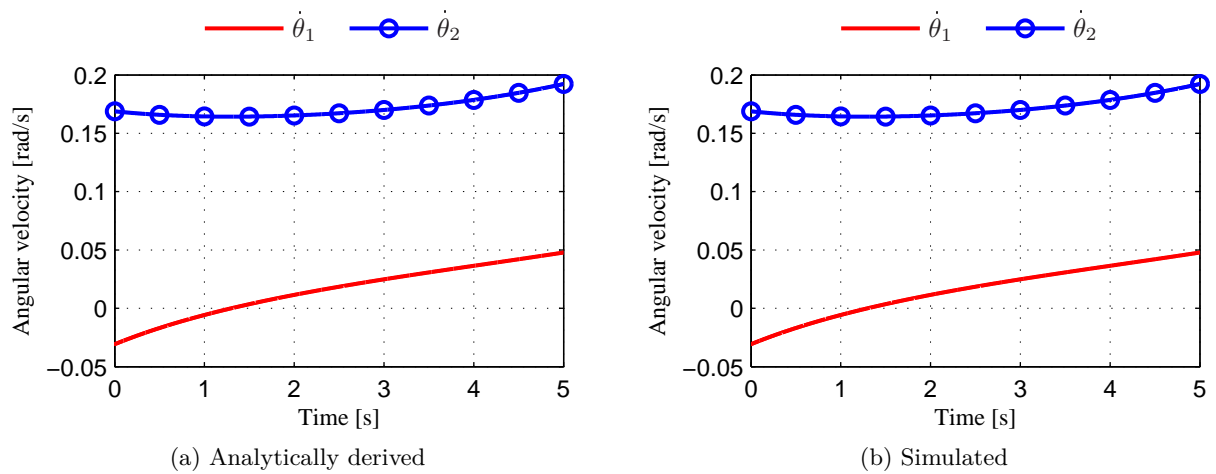 θ̇₁ θ̇₂
0.2
0.15
0.1
0.05
0
−0.05
Angular velocity [rad/s]
0 1 2 3 4 5
Time [s]
(a) Analytically derived
θ̇₁ θ̇₂
0.2
0.15
0.1
0.05
0
−0.05
Angular velocity [rad/s]
0 1 2 3 4 5
Time [s]
(b) Simulated